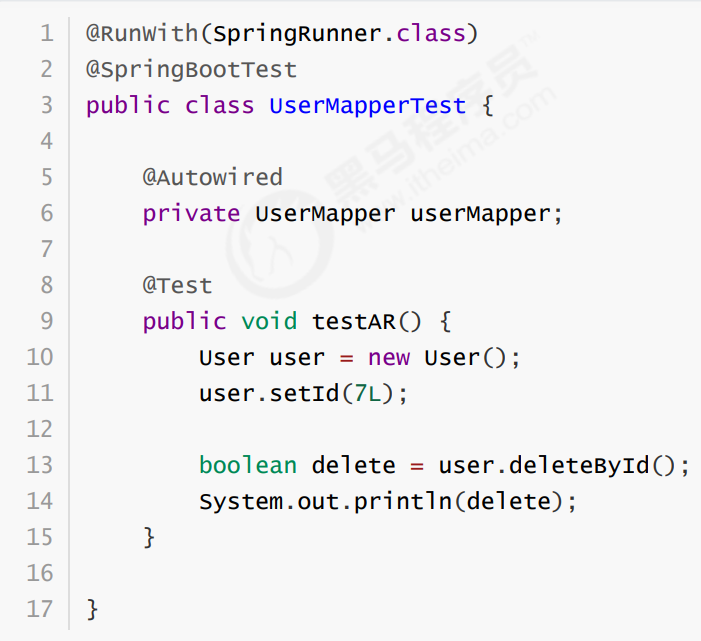 1 @RunWith(SpringRunner.class)
2 @SpringBootTest
3 public class UserMapperTest {
4
5     @Autowired
6     private UserMapper userMapper;
7
8     @Test
9     public void testAR() {
10         User user = new User();
11         user.setId(7L);
12
13         boolean delete = user.deleteById();
14         System.out.println(delete);
15     }
16
17 }
黑马程序员™
www.itheima.com